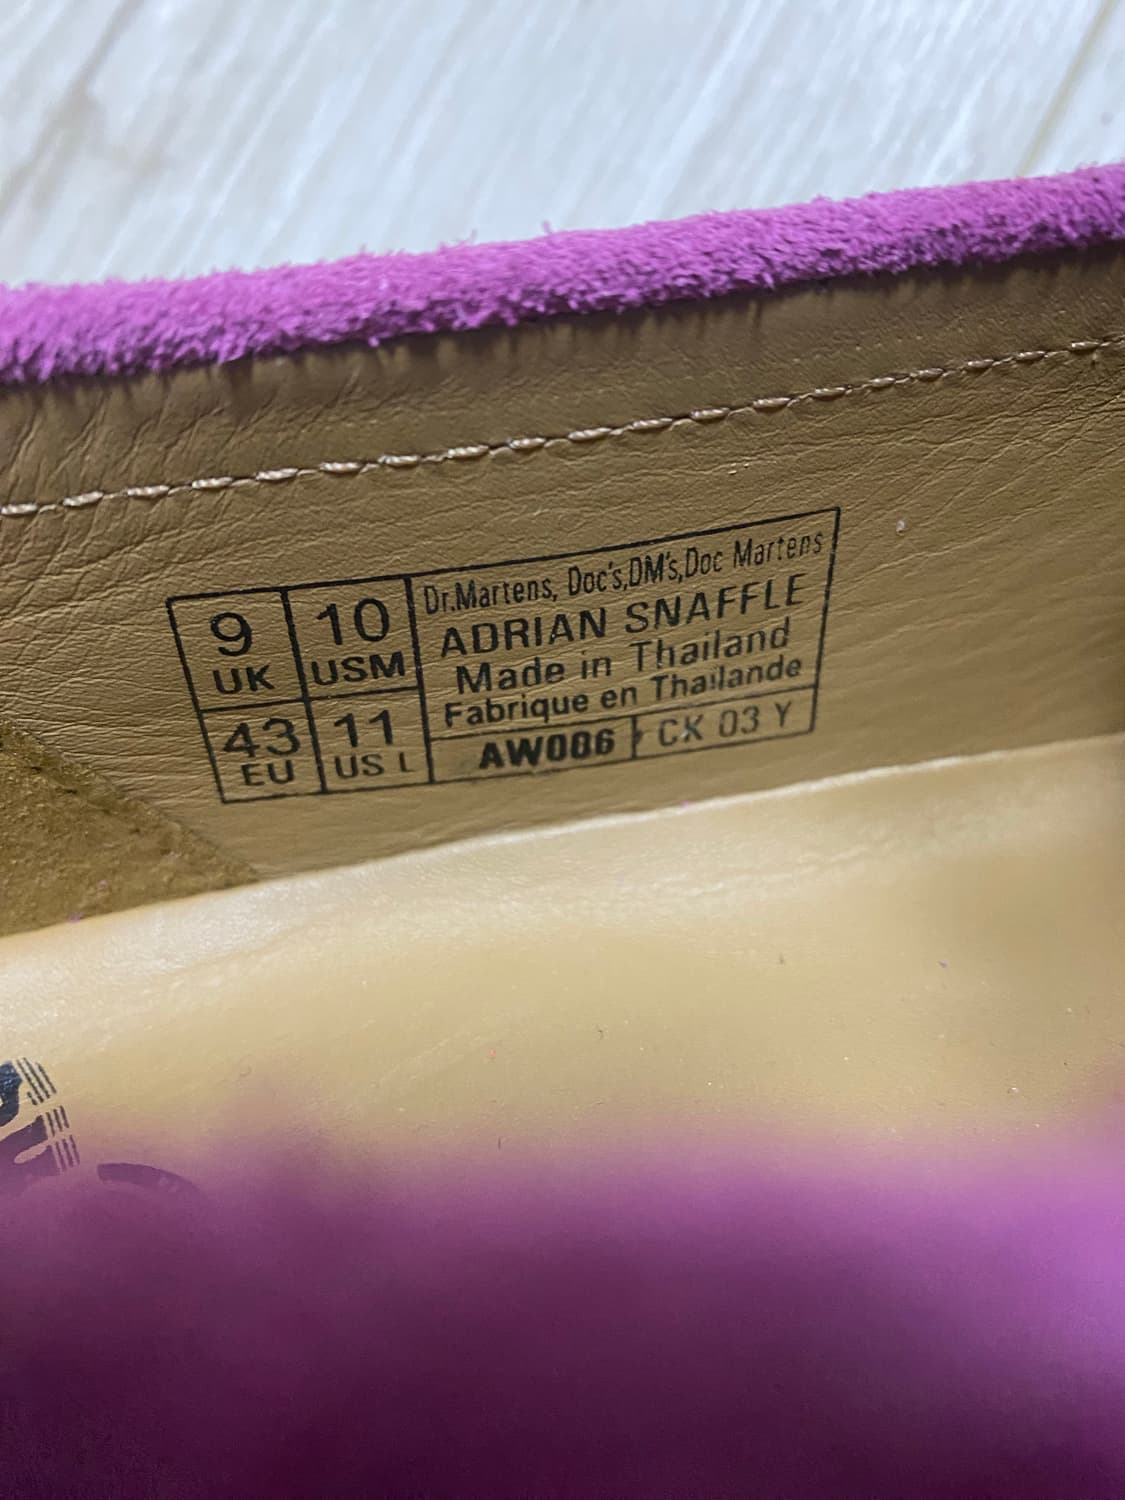 9
UK
10
USM
43
EU
11
US L
Dr.Martens, Doc's,DM's,Doc Martens
ADRIAN SNAFFLE
Made in Thailand
Fabrique en Thaılande
AW006
CK 03 Y